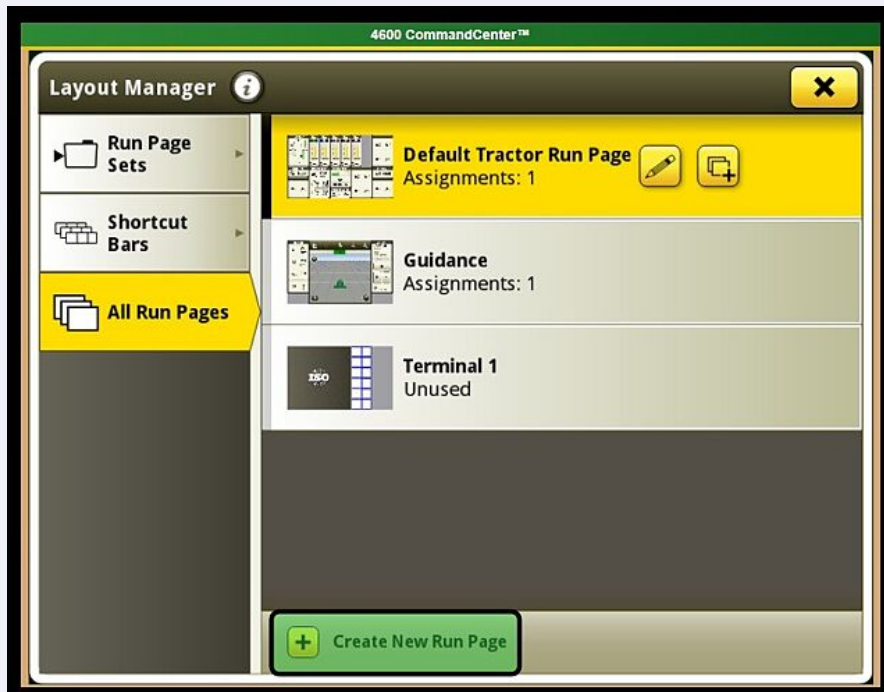 4600 CommandCenter™
Layout Manager
Run Page
Sets
Shortcut
Bars
All Run Pages
Default Tractor Run Page
Assignments: 1
Guidance
Assignments: 1
ISO
Terminal 1
Unused
Create New Run Page